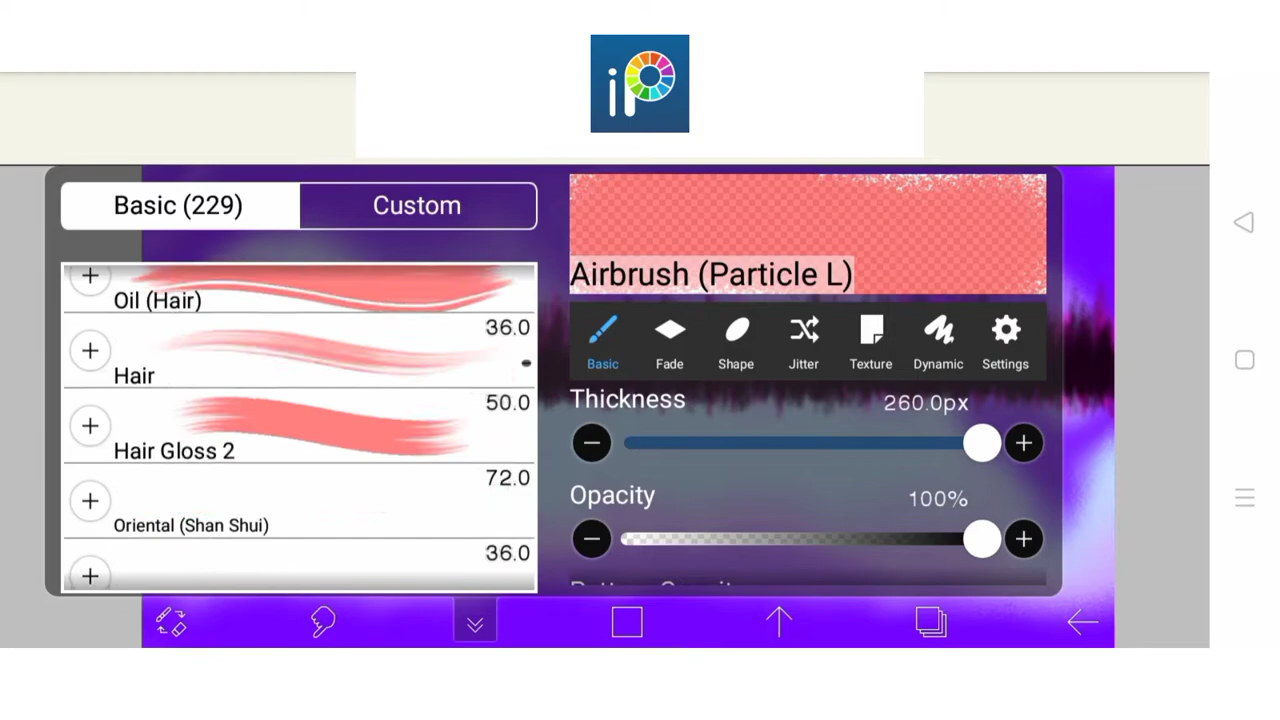 iP
Basic (229)
Custom
Oil (Hair)
36.0
Hair
50.0
Hair Gloss 2
72.0
Oriental (Shan Shui)
36.0
Airbrush (Particle L)
Basic
Fade
Shape
Jitter
Texture
Dynamic
Settings
Thickness
260.0px
Opacity
100%